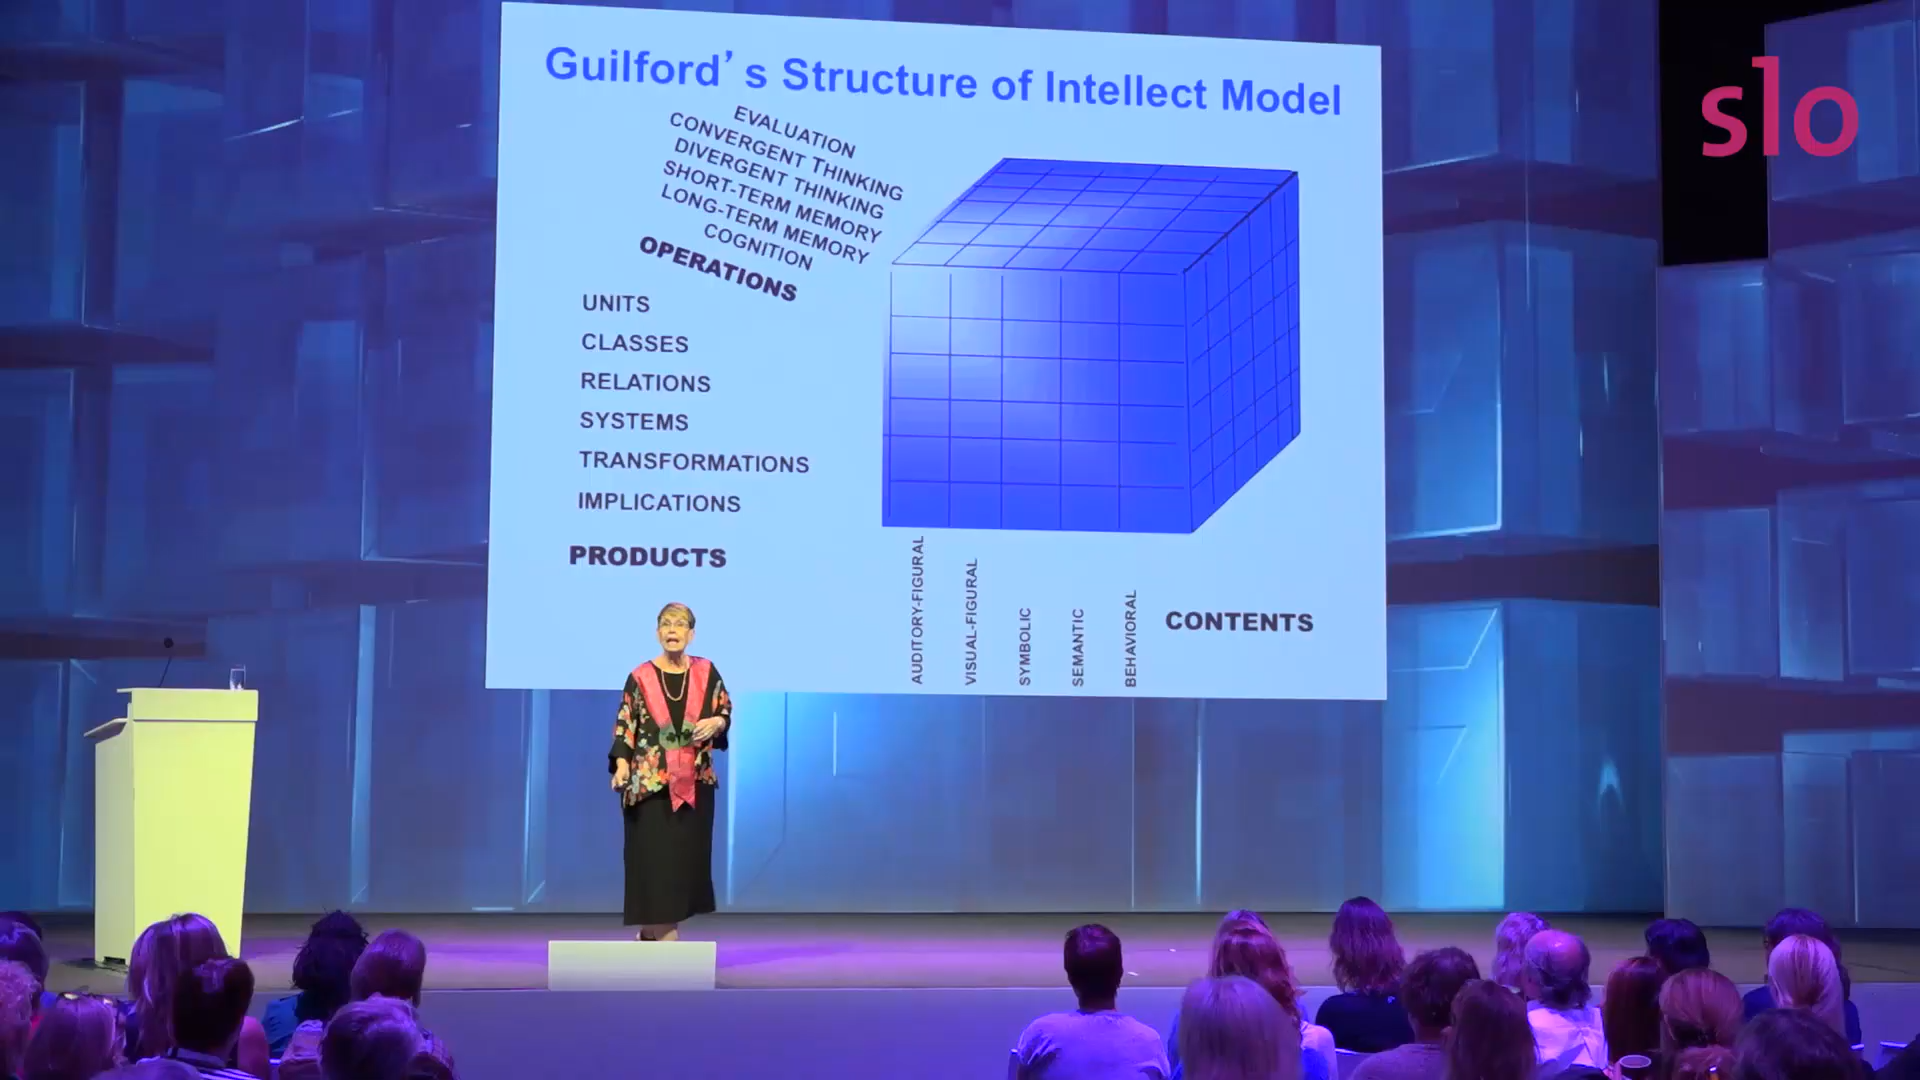 Guilford's Structure of Intellect Model
slo
EVALUATION
CONVERGENT THINKING
DIVERGENT THINKING
SHORT-TERM MEMORY
LONG-TERM MEMORY
COGNITION
OPERATIONS
UNITS
CLASSES
RELATIONS
SYSTEMS
TRANSFORMATIONS
IMPLICATIONS
PRODUCTS
AUDITORY-FIGURAL
VISUAL-FIGURAL
SYMBOLIC
SEMANTIC
BEHAVIORAL
CONTENTS